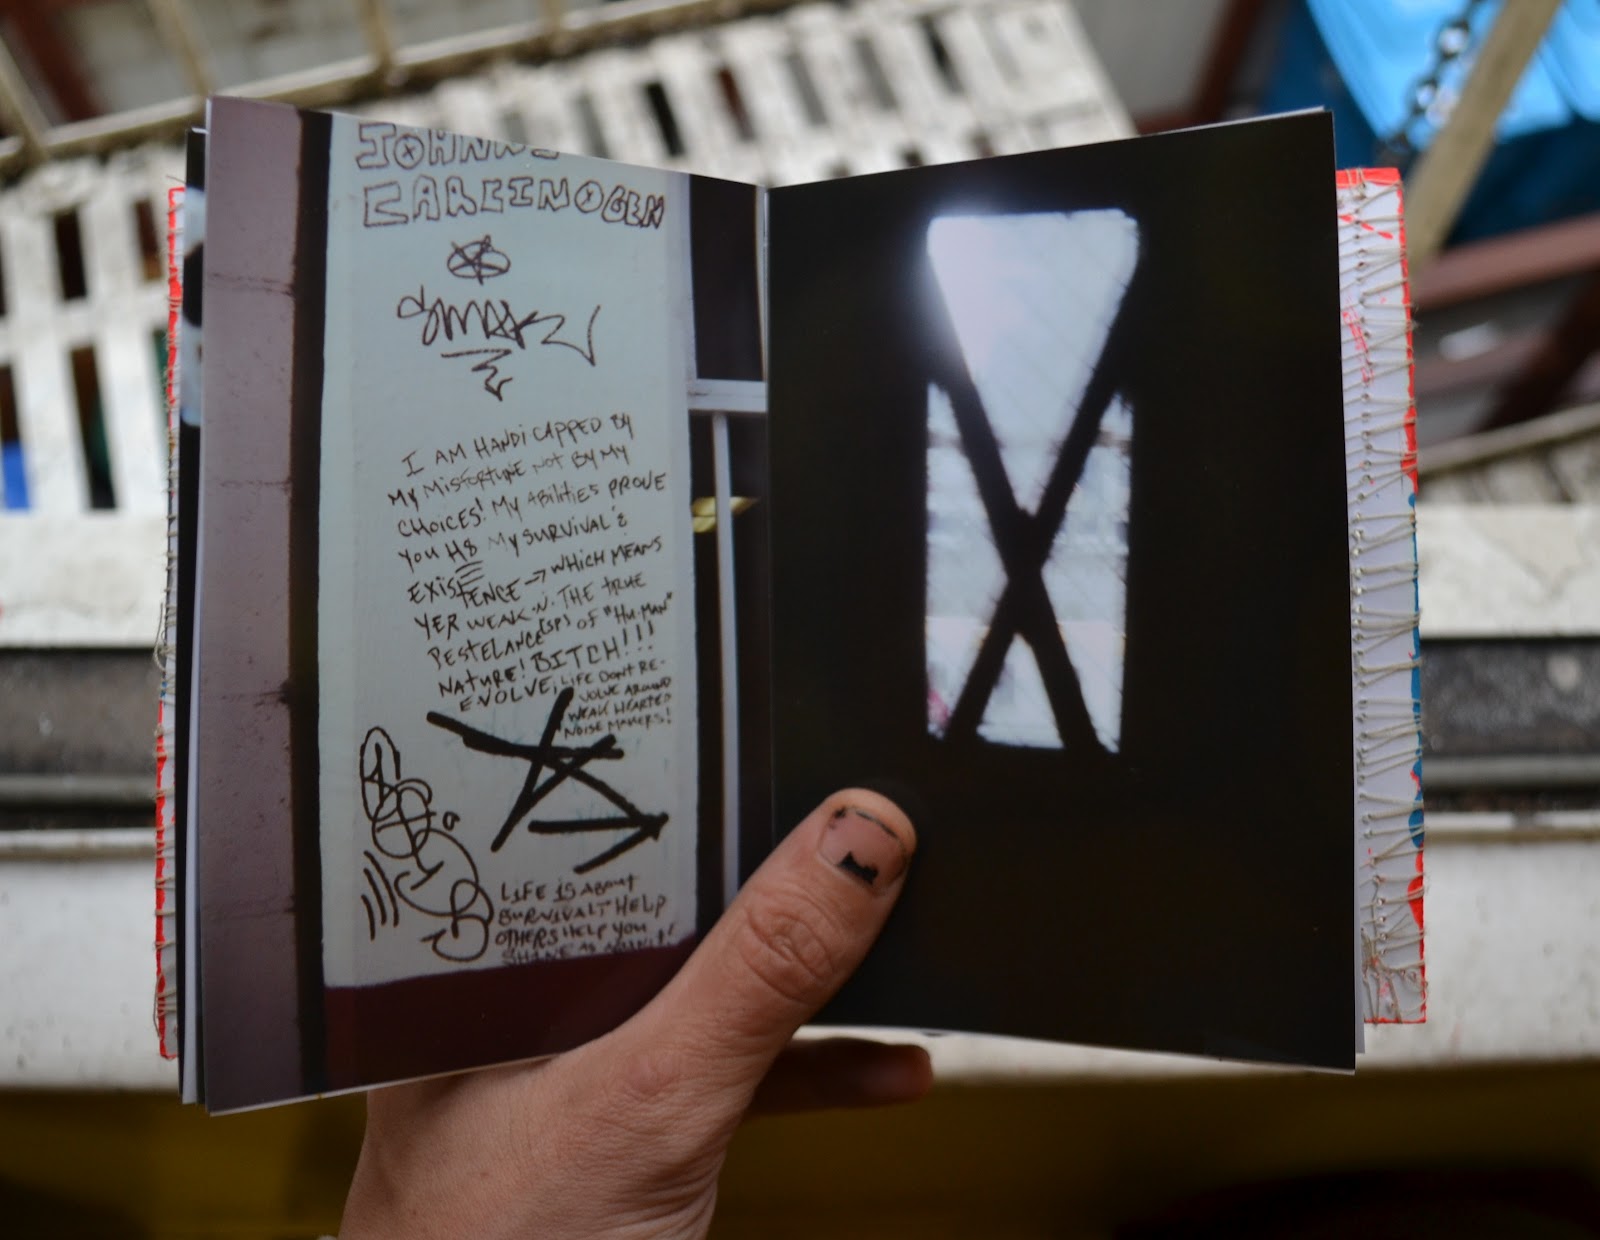 JOHNNY
CARCINOGEN
I AM HANDICAPPED BY
MY MISFORTUNE NOT BY MY
CHOICES! MY ABILITIES PROVE
YOU H8 MY SURVIVAL &
EXISTENCE → WHICH MEANS
YER WEAK .N. THE TRUE
PESTELANCE (SP) OF "HU-MAN"
NATURE! BITCH!!!
EVOLVE, LIFE DON'T RE-
VOLVE AROUND
WEAK HEARTED
NOISE MAKERS!
LIFE IS ABOUT
SURVIVAL HELP
OTHERS HELP YOU
SHINE AS